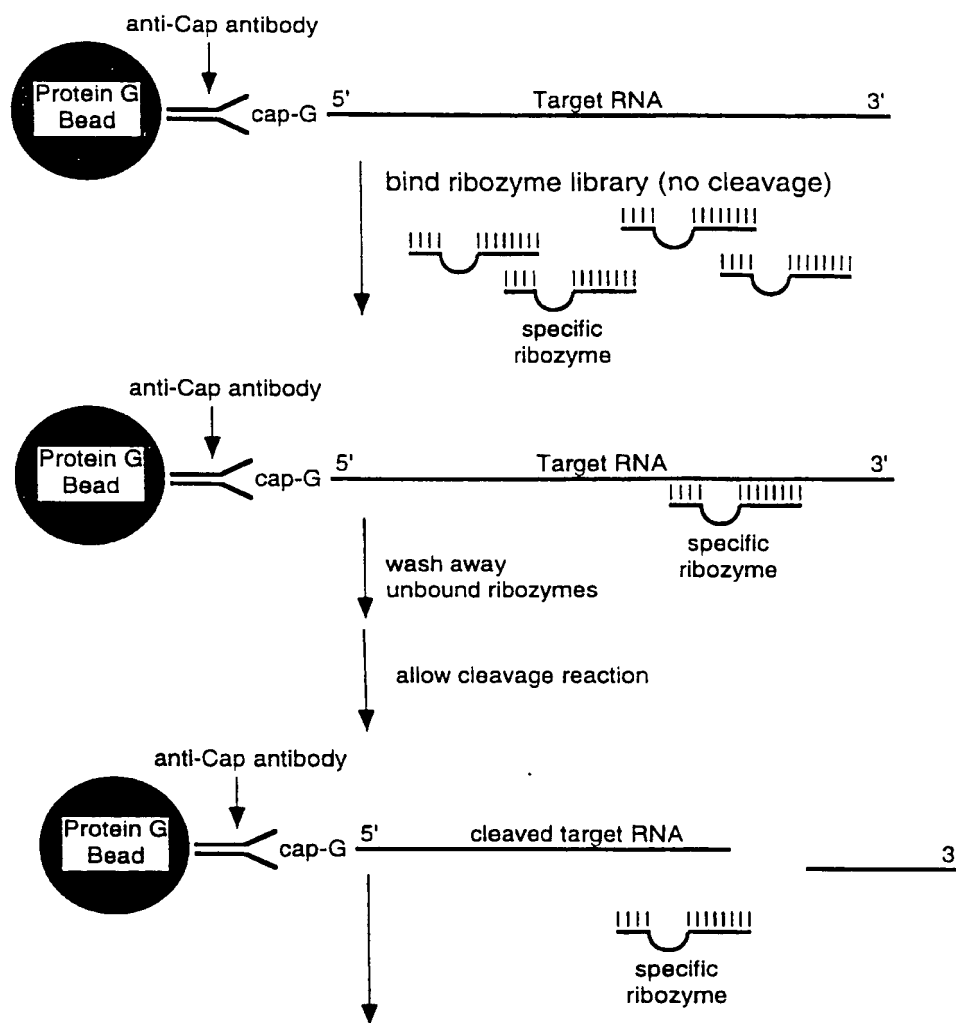 anti-Cap antibody
Protein G
Bead
cap-G
5'
Target RNA
3'
bind ribozyme library (no cleavage)
specific
ribozyme
anti-Cap antibody
Protein G
Bead
cap-G
5'
Target RNA
3'
specific
ribozyme
wash away
unbound ribozymes
allow cleavage reaction
anti-Cap antibody
Protein G
Bead
cap-G
5'
cleaved target RNA
3
specific
ribozyme